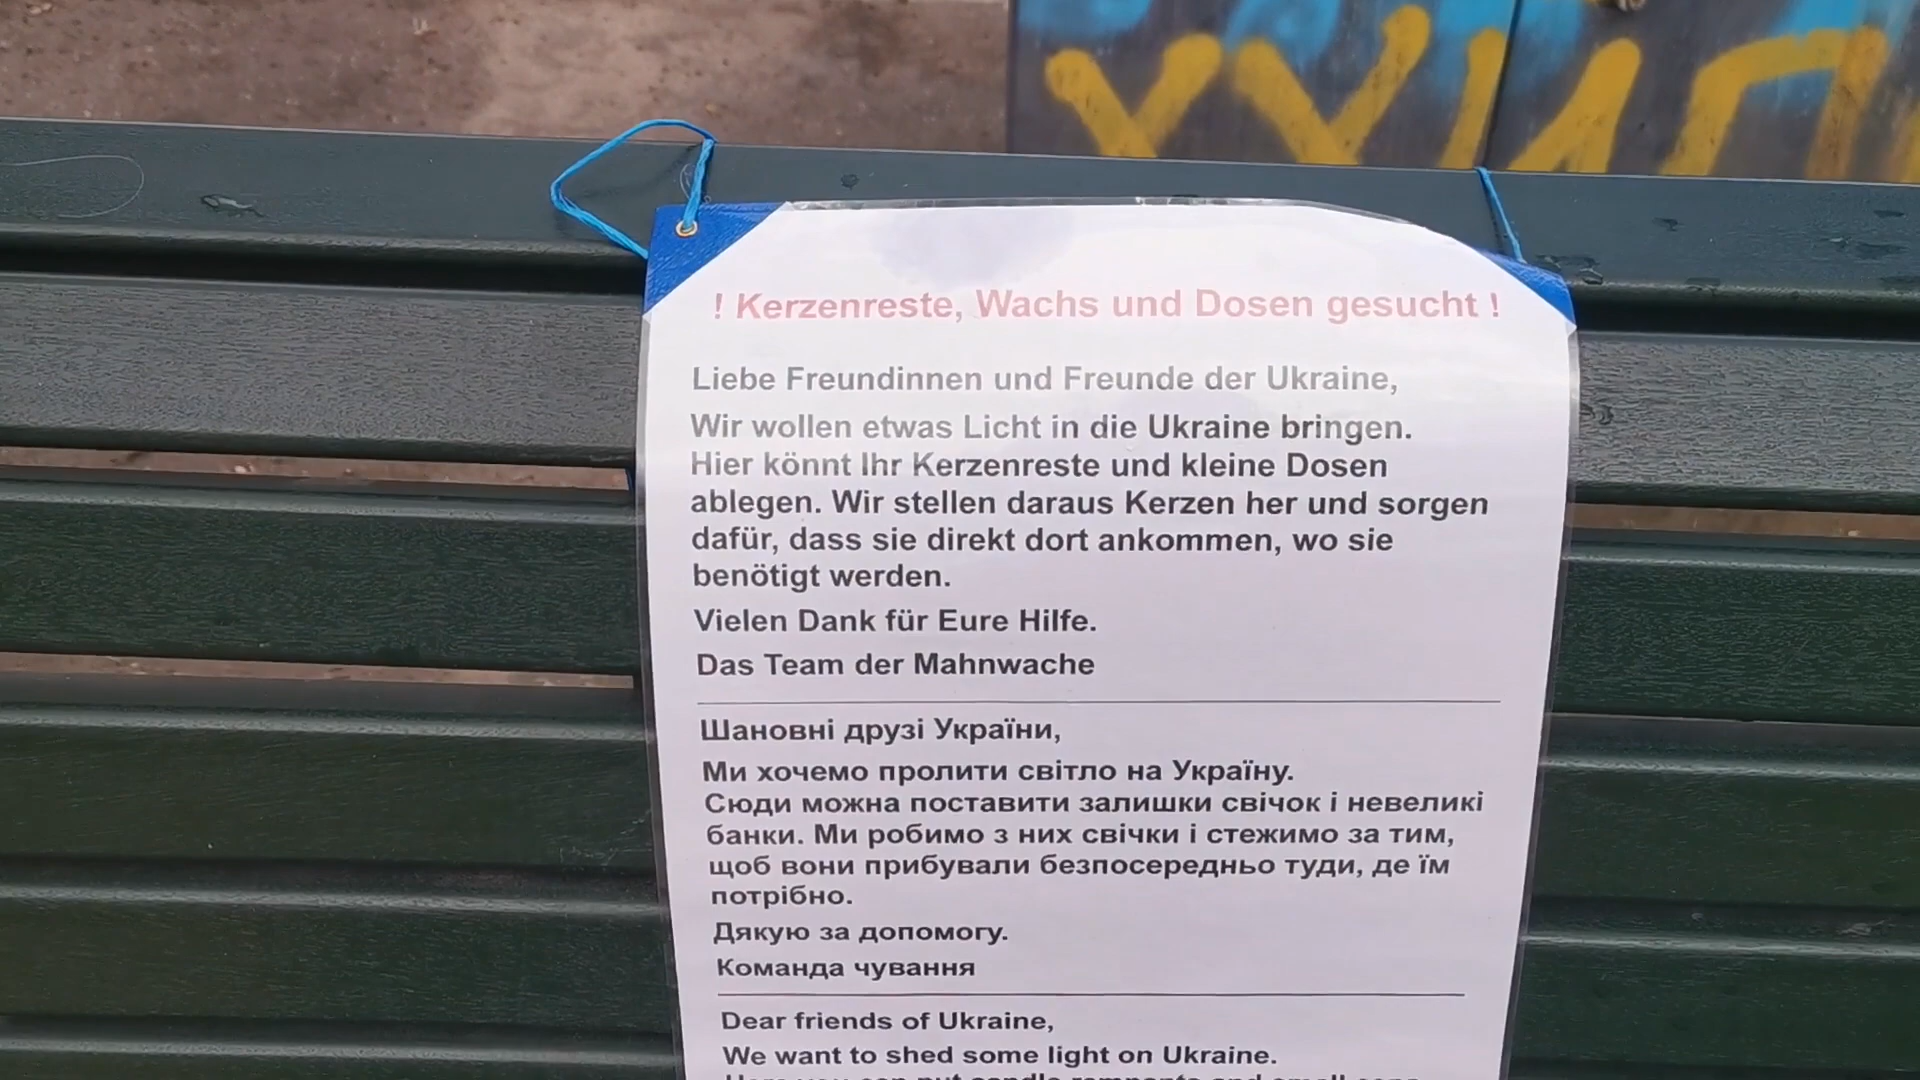 ! Kerzenreste, Wachs und Dosen gesucht !
Liebe Freundinnen und Freunde der Ukraine,
Wir wollen etwas Licht in die Ukraine bringen.
Hier könnt Ihr Kerzenreste und kleine Dosen
ablegen. Wir stellen daraus Kerzen her und sorgen
dafür, dass sie direkt dort ankommen, wo sie
benötigt werden.
Vielen Dank für Eure Hilfe.
Das Team der Mahnwache
Шановні друзі України,
Ми хочемо пролити світло на Україну.
Сюди можна поставити залишки свічок і невеликі
банки. Ми робимо з них свічки і стежимо за тим,
щоб вони прибували безпосередньо туди, де їм
потрібно.
Дякую за допомогу.
Команда чування
Dear friends of Ukraine,
We want to shed some light on Ukraine.